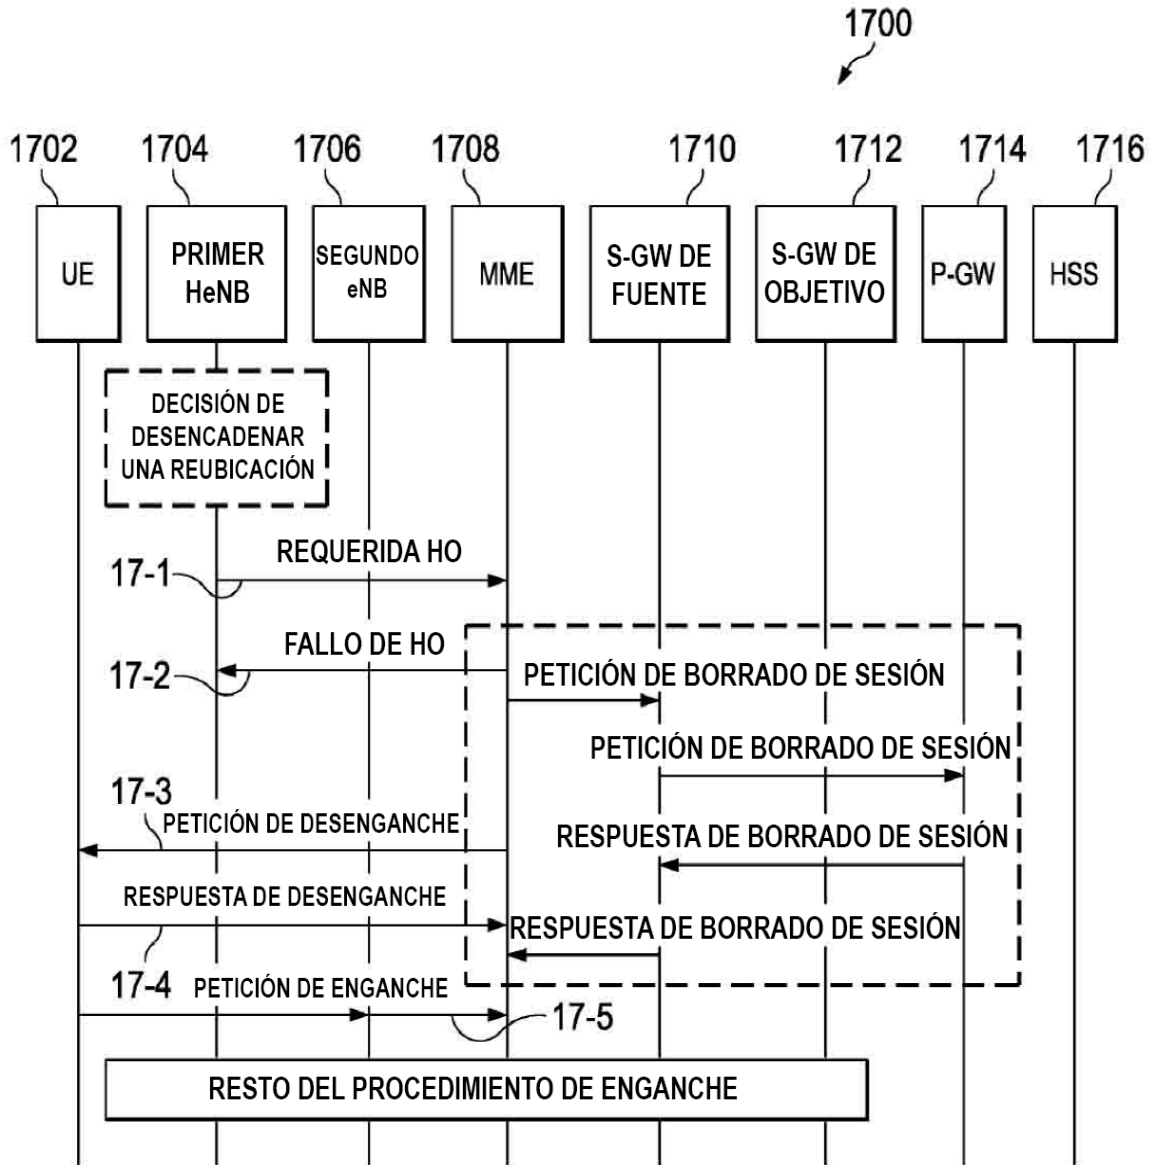 1700
1702
1704
1706
1708
1710
1712
1714
1716
UE
PRIMER
HeNB
SEGUNDO
eNB
MME
S-GW DE
FUENTE
S-GW DE
OBJETIVO
P-GW
HSS
DECISIÓN DE
DESENCADENAR
UNA REUBICACIÓN
REQUERIDA HO
17-1
FALLO DE HO
17-2
PETICIÓN DE BORRADO DE SESIÓN
PETICIÓN DE BORRADO DE SESIÓN
17-3
PETICIÓN DE DESENGANCHE
RESPUESTA DE BORRADO DE SESIÓN
RESPUESTA DE DESENGANCHE
RESPUESTA DE BORRADO DE SESIÓN
17-4
PETICIÓN DE ENGANCHE
17-5
RESTO DEL PROCEDIMIENTO DE ENGANCHE